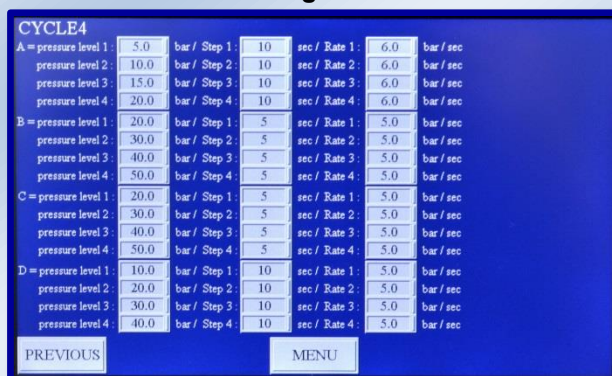 CYCLE4
A = pressure level 1 : 5.0 bar / Step 1 : 10 sec / Rate 1 : 6.0 bar / sec
pressure level 2 : 10.0 bar / Step 2 : 10 sec / Rate 2 : 6.0 bar / sec
pressure level 3 : 15.0 bar / Step 3 : 10 sec / Rate 3 : 6.0 bar / sec
pressure level 4 : 20.0 bar / Step 4 : 10 sec / Rate 4 : 6.0 bar / sec
B = pressure level 1 : 20.0 bar / Step 1 : 5 sec / Rate 1 : 5.0 bar / sec
pressure level 2 : 30.0 bar / Step 2 : 5 sec / Rate 2 : 5.0 bar / sec
pressure level 3 : 40.0 bar / Step 3 : 5 sec / Rate 3 : 5.0 bar / sec
pressure level 4 : 50.0 bar / Step 4 : 5 sec / Rate 4 : 5.0 bar / sec
C = pressure level 1 : 20.0 bar / Step 1 : 5 sec / Rate 1 : 5.0 bar / sec
pressure level 2 : 30.0 bar / Step 2 : 5 sec / Rate 2 : 5.0 bar / sec
pressure level 3 : 40.0 bar / Step 3 : 5 sec / Rate 3 : 5.0 bar / sec
pressure level 4 : 50.0 bar / Step 4 : 5 sec / Rate 4 : 5.0 bar / sec
D = pressure level 1 : 10.0 bar / Step 1 : 10 sec / Rate 1 : 5.0 bar / sec
pressure level 2 : 20.0 bar / Step 2 : 10 sec / Rate 2 : 5.0 bar / sec
pressure level 3 : 30.0 bar / Step 3 : 10 sec / Rate 3 : 5.0 bar / sec
pressure level 4 : 40.0 bar / Step 4 : 10 sec / Rate 4 : 5.0 bar / sec
PREVIOUS MENU